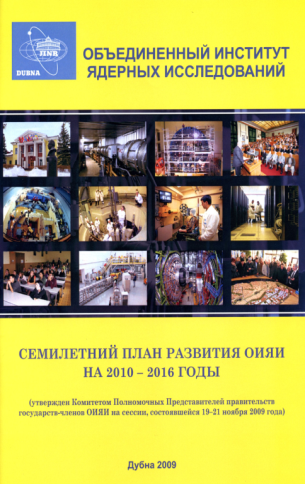 JINR
DUBNA
ОБЪЕДИНЕННЫЙ ИНСТИТУТ
ЯДЕРНЫХ ИССЛЕДОВАНИЙ
СЕМИЛЕТНИЙ ПЛАН РАЗВИТИЯ ОИЯИ
НА 2010 – 2016 ГОДЫ
(утвержден Комитетом Полномочных Представителей правительств
государств-членов ОИЯИ на сессии, состоявшейся 19–21 ноября 2009 года)
Дубна 2009